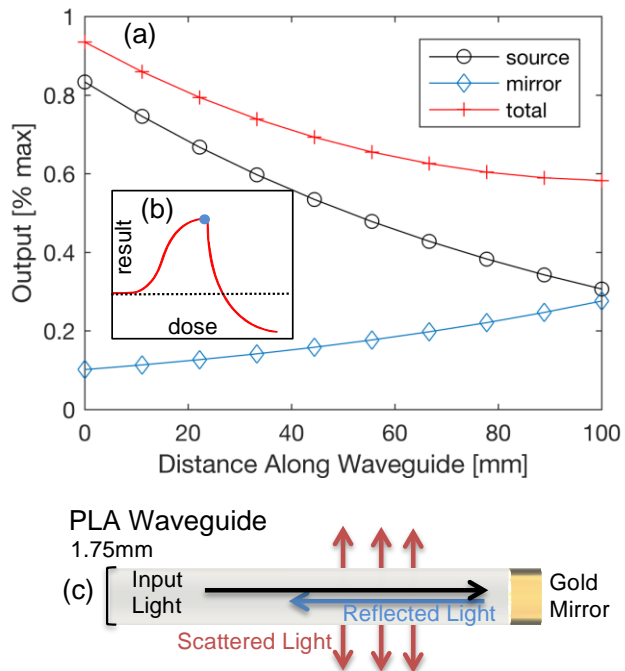 (a)
source
mirror
total
Output [% max]
1
0.8
0.6
0.4
0.2
0
(b)
result
dose
0 20 40 60 80 100
Distance Along Waveguide [mm]
PLA Waveguide
1.75mm
(c)
Input
Light
Reflected Light
Scattered Light
Gold
Mirror